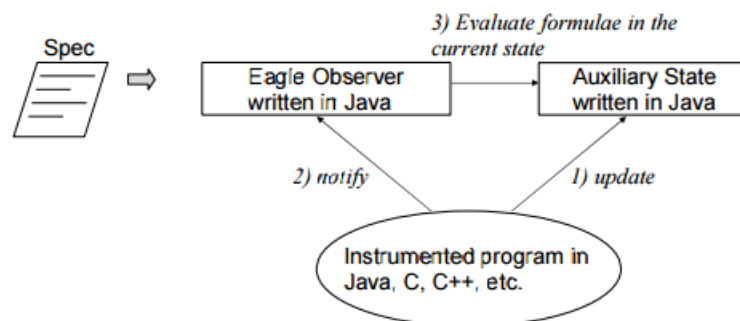 Spec
3) Evaluate formulae in the
current state
Eagle Observer
written in Java
Auxiliary State
written in Java
2) notify
1) update
Instrumented program in
Java, C, C++, etc.